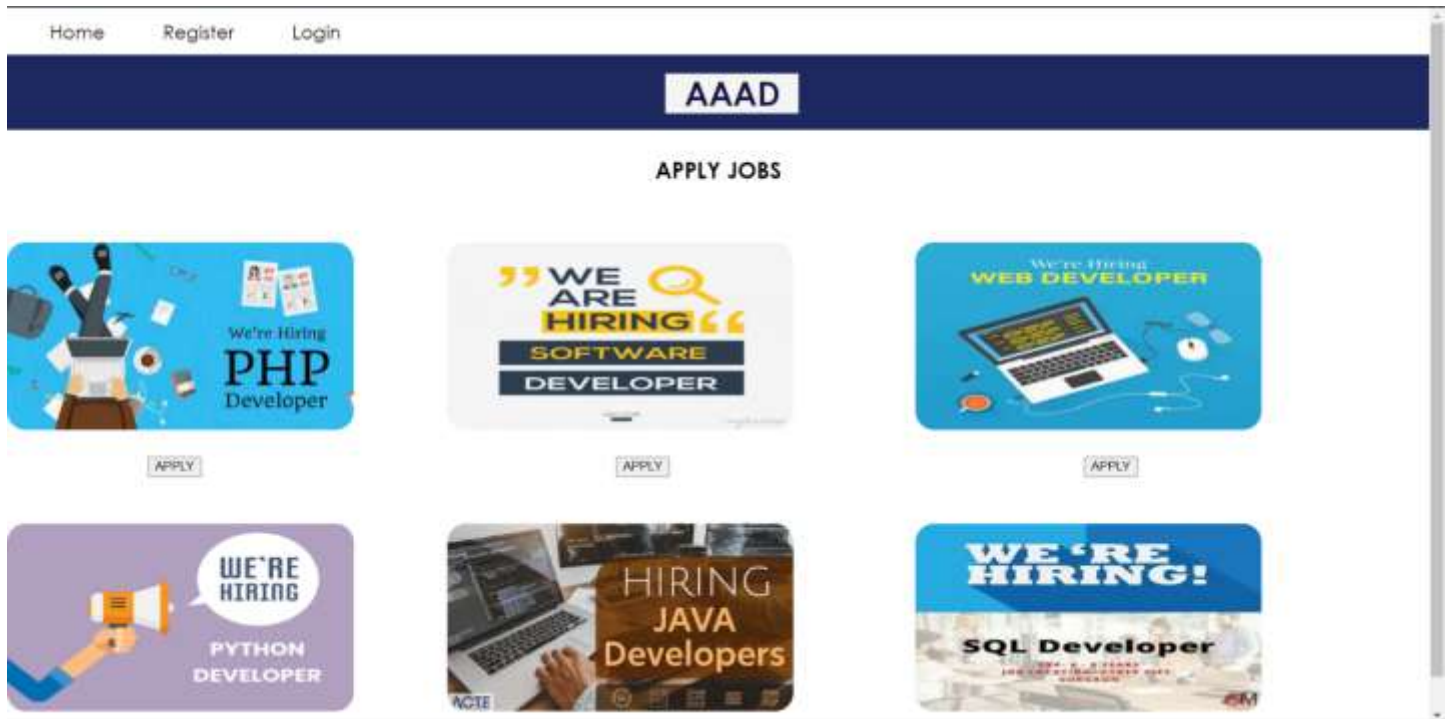 Home Register Login
AAAD
APPLY JOBS
We're Hiring
PHP
Developer
WE
ARE
HIRING
SOFTWARE
DEVELOPER
We're Hiring
WEB DEVELOPER
APPLY
APPLY
APPLY
WE'RE
HIRING
PYTHON
DEVELOPER
HIRING
JAVA
Developers
ACTE
WE'RE
HIRING!
SQL Developer